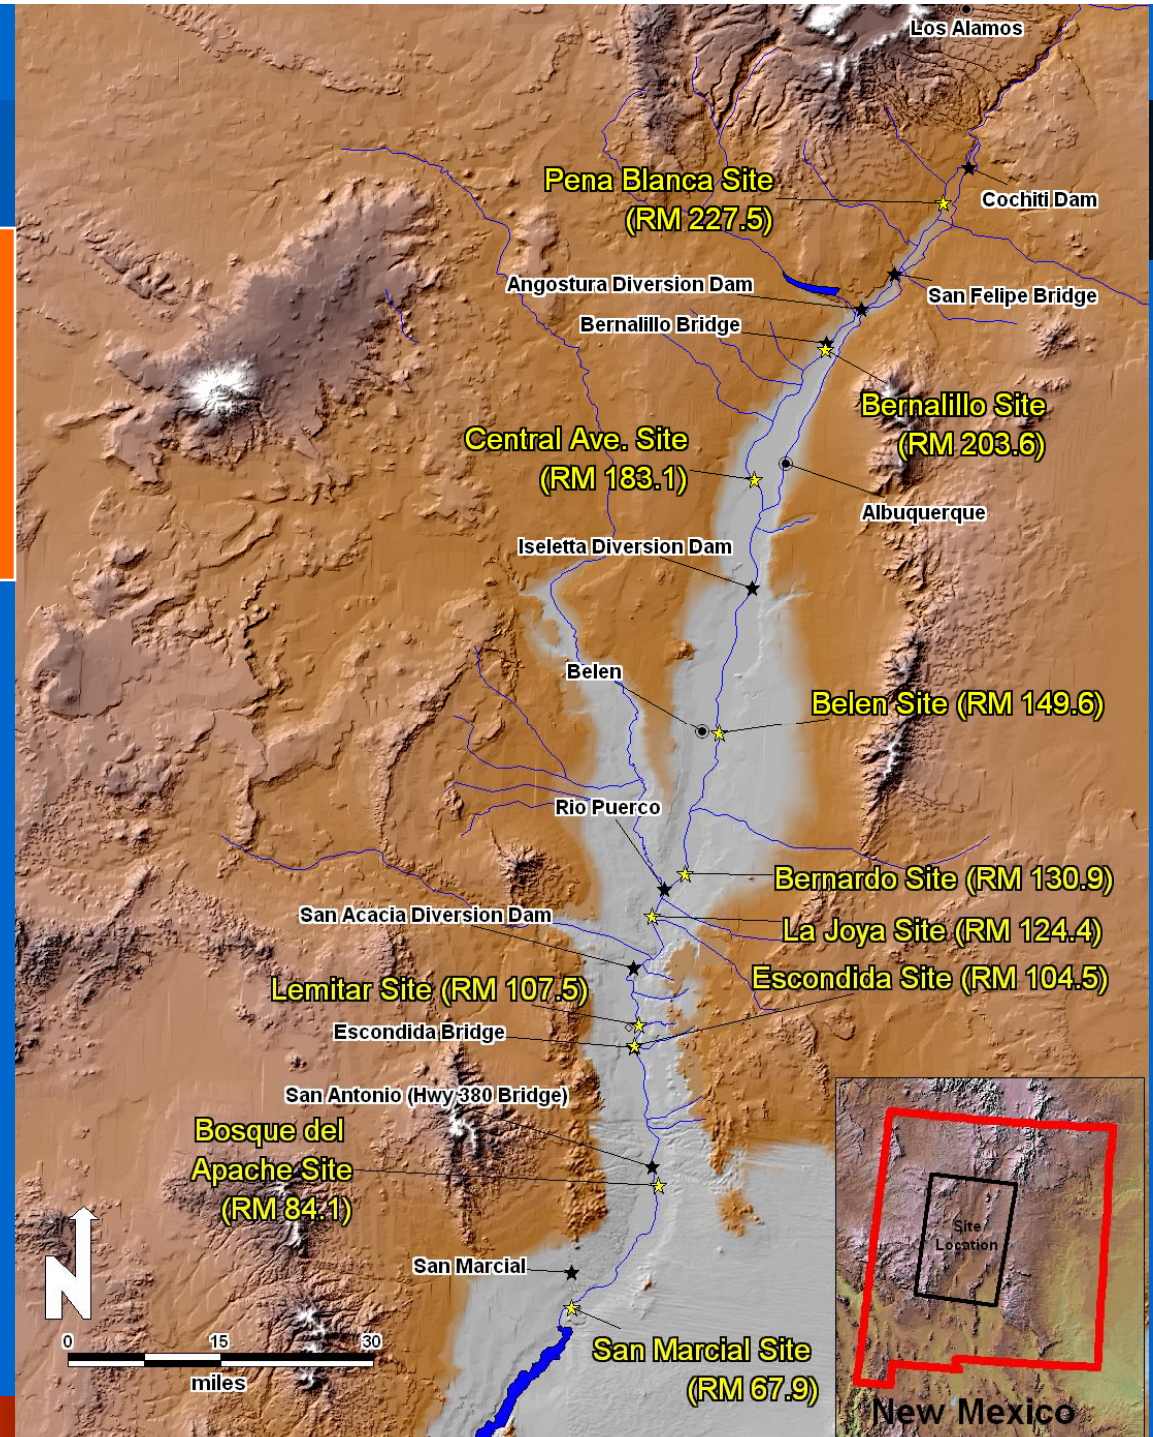 Los Alamos
Pena Blanca Site
(RM 227.5)
Cochiti Dam
Angostura Diversion Dam
San Felipe Bridge
Bernalillo Bridge
Bernalillo Site
(RM 203.6)
Central Ave. Site
(RM 183.1)
Albuquerque
Iseletta Diversion Dam
Belen
Belen Site (RM 149.6)
Rio Puerco
Bernardo Site (RM 130.9)
San Acacia Diversion Dam
La Joya Site (RM 124.4)
Escondida Site (RM 104.5)
Lemitar Site (RM 107.5)
Escondida Bridge
San Antonio (Hwy 380 Bridge)
Bosque del
Apache Site
(RM 84.1)
San Marcial
San Marcial Site
(RM 67.9)
N
0 15 30
miles
Site
Location
New Mexico